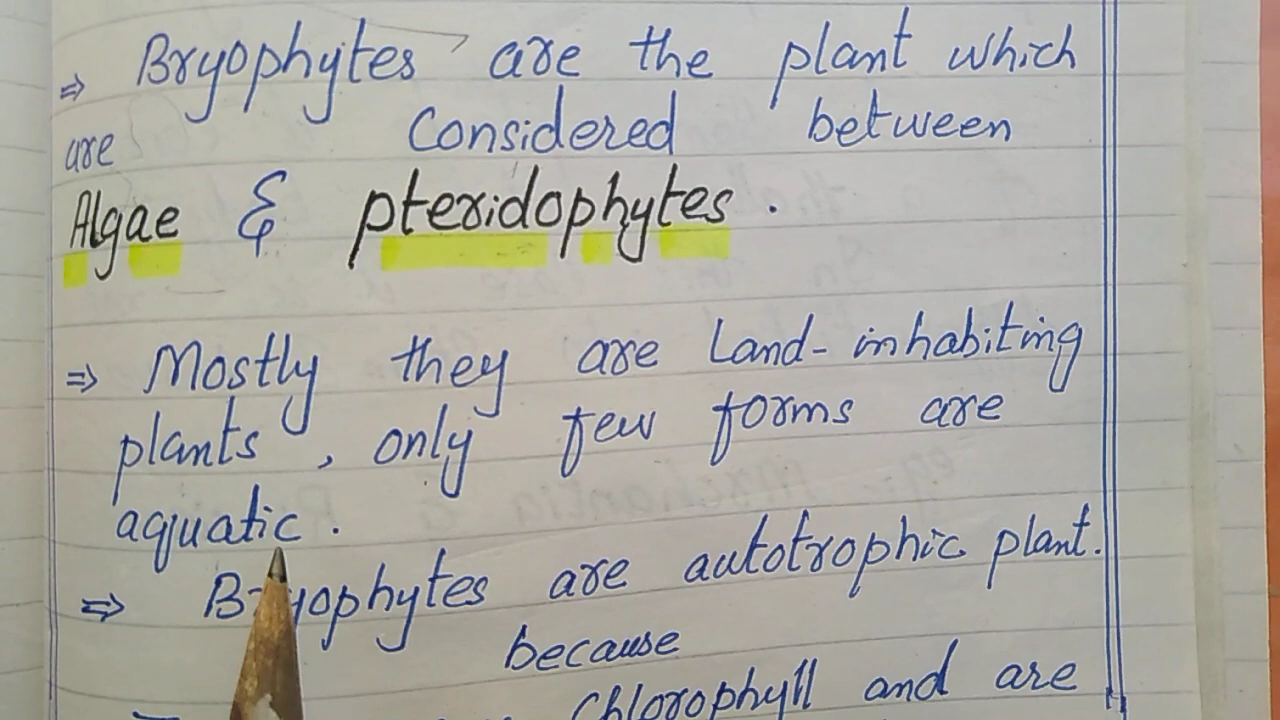 ⇒ Bryophytes are the plant which
are considered between
Algae & pteridophytes.
⇒ Mostly they are Land-inhabiting
plants, only few forms are
aquatic.
⇒ Bryophytes are autotrophic plant.
because
chlorophyll and are